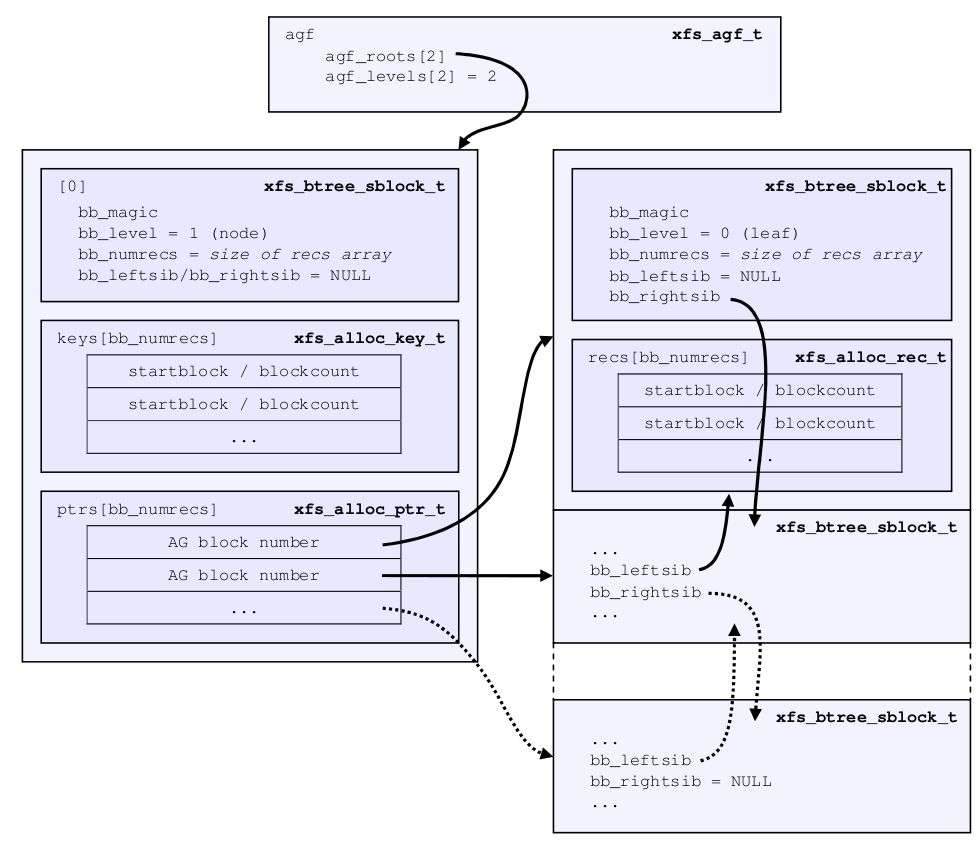 agf xfs_agf_t
agf_roots[2]
agf_levels[2] = 2
[0] xfs_btree_sblock_t
bb_magic
bb_level = 1 (node)
bb_numrecs = size of recs array
bb_leftsib/bb_rightsib = NULL
keys[bb_numrecs] xfs_alloc_key_t
startblock / blockcount
startblock / blockcount
...
ptrs[bb_numrecs] xfs_alloc_ptr_t
AG block number
AG block number
...
xfs_btree_sblock_t
bb_magic
bb_level = 0 (leaf)
bb_numrecs = size of recs array
bb_leftsib = NULL
bb_rightsib
recs[bb_numrecs] xfs_alloc_rec_t
startblock / blockcount
startblock / blockcount
...
xfs_btree_sblock_t
...
bb_leftsib
bb_rightsib
...
xfs_btree_sblock_t
...
bb_leftsib
bb_rightsib = NULL
...